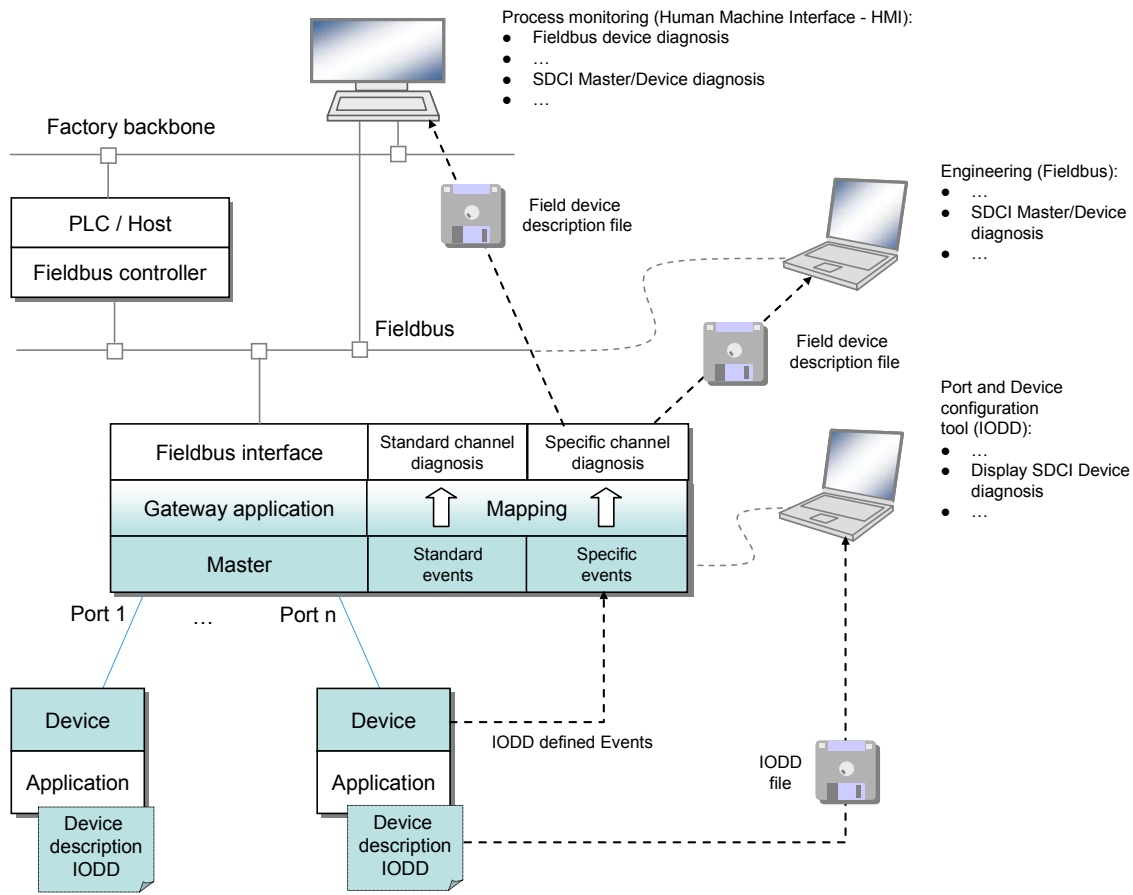 Process monitoring (Human Machine Interface - HMI):
● Fieldbus device diagnosis
● …
● SDCI Master/Device diagnosis
● …
Factory backbone
Engineering (Fieldbus):
● …
● SDCI Master/Device
diagnosis
● …
Field device
description file
PLC / Host
Fieldbus controller
Fieldbus
Field device
description file
Port and Device
configuration
tool (IODD):
● …
● Display SDCI Device
diagnosis
● …
Fieldbus interface
Standard channel
diagnosis
Specific channel
diagnosis
Gateway application
Mapping
Master
Standard
events
Specific
events
Port 1
…
Port n
Device
Application
Device
description
IODD
Device
Application
Device
description
IODD
IODD defined Events
IODD
file